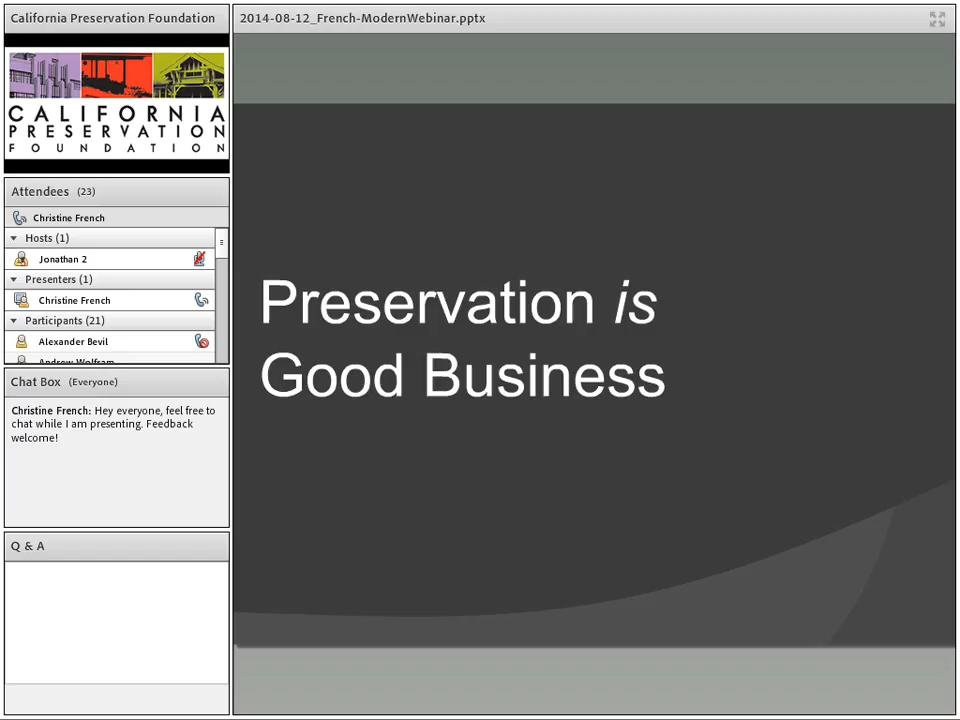 California Preservation Foundation
CALIFORNIA
PRESERVATION
FOUNDATION
Attendees (23)
Christine French
Hosts (1)
Jonathan 2
Presenters (1)
Christine French
Participants (21)
Alexander Bevil
Andrew Wolfram
Chat Box (Everyone)
Christine French: Hey everyone, feel free to
chat while I am presenting. Feedback
welcome!
Q & A
2014-08-12_French-ModernWebinar.pptx
Preservation is
Good Business